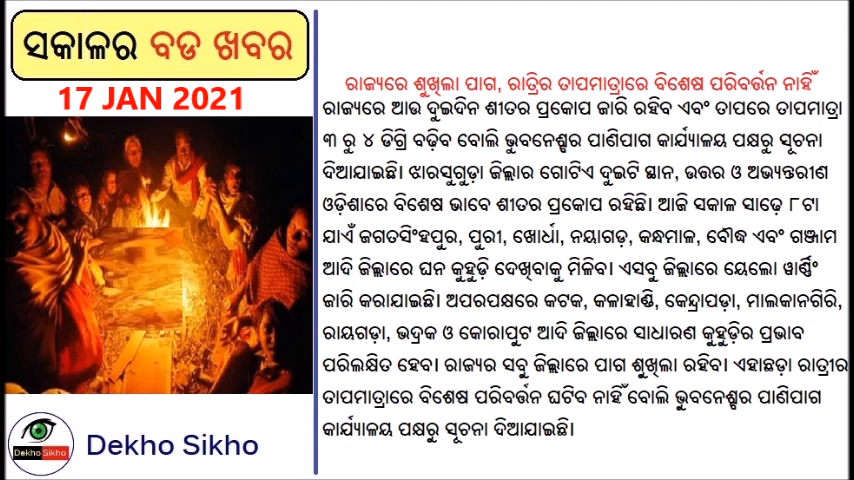 ସକାଳର ବଡ ଖବର
17 JAN 2021
ରାଜ୍ୟରେ ଶୁଖିଲା ପାଗ, ରାତ୍ରିର ତାପମାତ୍ରାରେ ବିଶେଷ ପରିବର୍ତ୍ତନ ନାହିଁ
ରାଜ୍ୟରେ ଆଉ ଦୁଇଦିନ ଶୀତର ପ୍ରକୋପ ଜାରି ରହିବ ଏବଂ ତାପରେ ତାପମାତ୍ରା
୩ ରୁ ୪ ଡିଗ୍ରି ବଢ଼ିବ ବୋଲି ଭୁବନେଶ୍ବର ପାଣିପାଗ କାର୍ଯ୍ୟାଳୟ ପକ୍ଷରୁ ସୂଚନା
ଦିଆଯାଇଛି। ଝାରସୁଗୁଡ଼ା ଜିଲ୍ଲାର ଗୋଟିଏ ଦୁଇଟି ସ୍ଥାନ, ଉତ୍ତର ଓ ଅଭ୍ୟନ୍ତରୀଣ
ଓଡ଼ିଶାରେ ବିଶେଷ ଭାବେ ଶୀତର ପ୍ରକୋପ ରହିଛି। ଆଜି ସକାଳ ସାଢ଼େ ୮ଟା
ଯାଏଁ ଜଗତସିଂହପୁର, ପୁରୀ, ଖୋର୍ଧା, ନୟାଗଡ଼, କନ୍ଧମାଳ, ବୌଦ୍ଧ ଏବଂ ଗଞ୍ଜାମ
ଆଦି ଜିଲ୍ଲାରେ ଘନ କୁହୁଡ଼ି ଦେଖିବାକୁ ମିଳିବ। ଏସବୁ ଜିଲ୍ଲାରେ ୟେଲୋ ୱାର୍ଣ୍ଣିଂ
ଜାରି କରାଯାଇଛି। ଅପରପକ୍ଷରେ କଟକ, କଳାହାଣ୍ଡି, କେନ୍ଦ୍ରାପଡ଼ା, ମାଲକାନଗିରି,
ରାୟଗଡ଼ା, ଭଦ୍ରକ ଓ କୋରାପୁଟ ଆଦି ଜିଲ୍ଲାରେ ସାଧାରଣ କୁହୁଡ଼ିର ପ୍ରଭାବ
ପରିଲକ୍ଷିତ ହେବ। ରାଜ୍ୟର ସବୁ ଜିଲ୍ଲାରେ ପାଗ ଶୁଖିଲା ରହିବ। ଏହାଛଡ଼ା ରାତ୍ରୀର
ତାପମାତ୍ରାରେ ବିଶେଷ ପରିବର୍ତ୍ତନ ଘଟିବ ନାହିଁ ବୋଲି ଭୁବନେଶ୍ବର ପାଣିପାଗ
କାର୍ଯ୍ୟାଳୟ ପକ୍ଷରୁ ସୂଚନା ଦିଆଯାଇଛି।
Dekho Sikho
Dekho Sikho